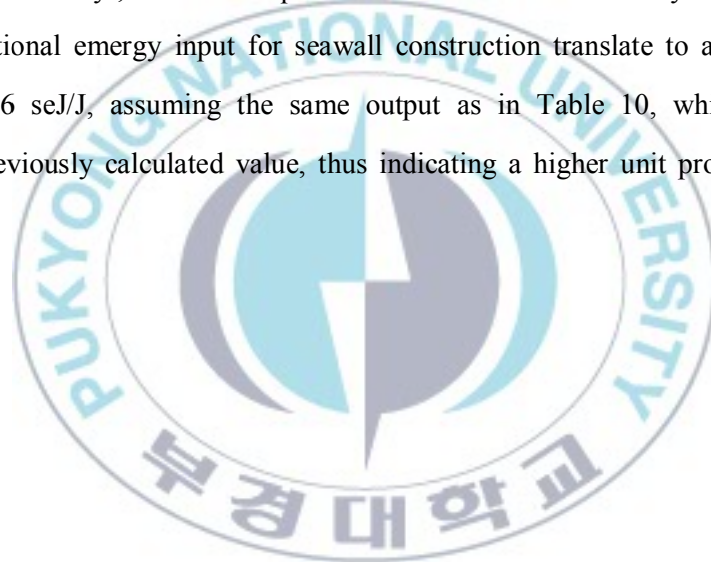 tional emergy input for seawall construction translate to a
6 seJ/J, assuming the same output as in Table 10, whi
eviously calculated value, thus indicating a higher unit pro
PUKYONG NATIONAL UNIVERSITY
부경대학교